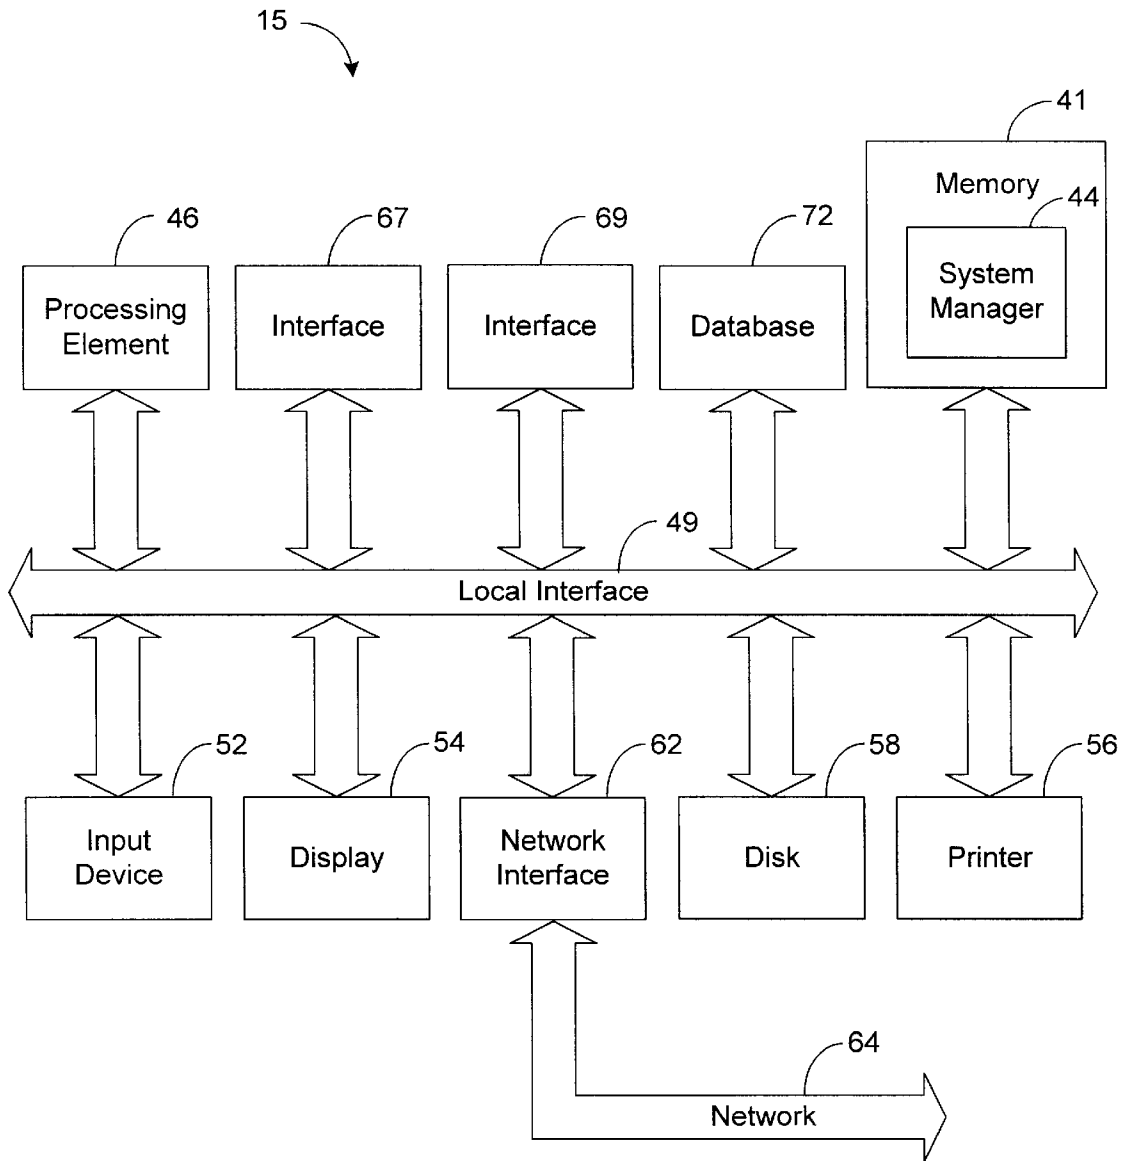 15
41
Memory
46
67
69
72
44
Processing
Element
Interface
Interface
Database
System
Manager
49
Local Interface
52
54
62
58
56
Input
Device
Display
Network
Interface
Disk
Printer
64
Network